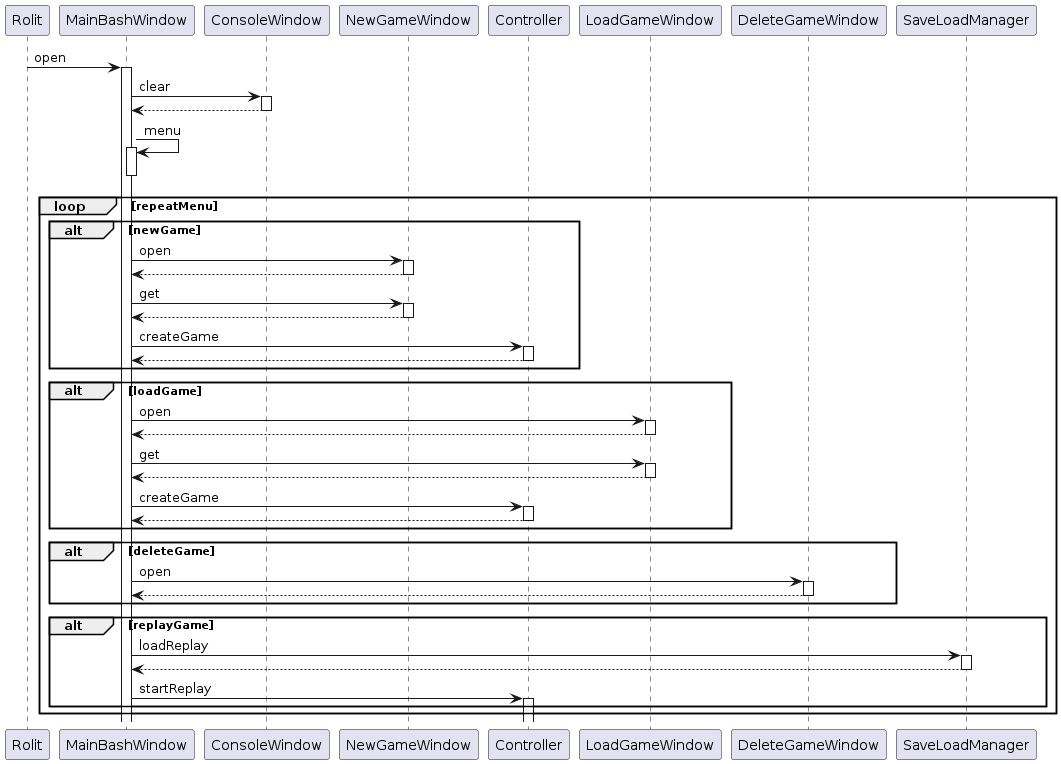 Rolit MainBashWindow ConsoleWindow NewGameWindow Controller LoadGameWindow DeleteGameWindow SaveLoadManager
open
clear
menu
loop [repeatMenu]
alt [newGame]
open
get
createGame
alt [loadGame]
open
get
createGame
alt [deleteGame]
open
alt [replayGame]
loadReplay
startReplay
Rolit MainBashWindow ConsoleWindow NewGameWindow Controller LoadGameWindow DeleteGameWindow SaveLoadManager